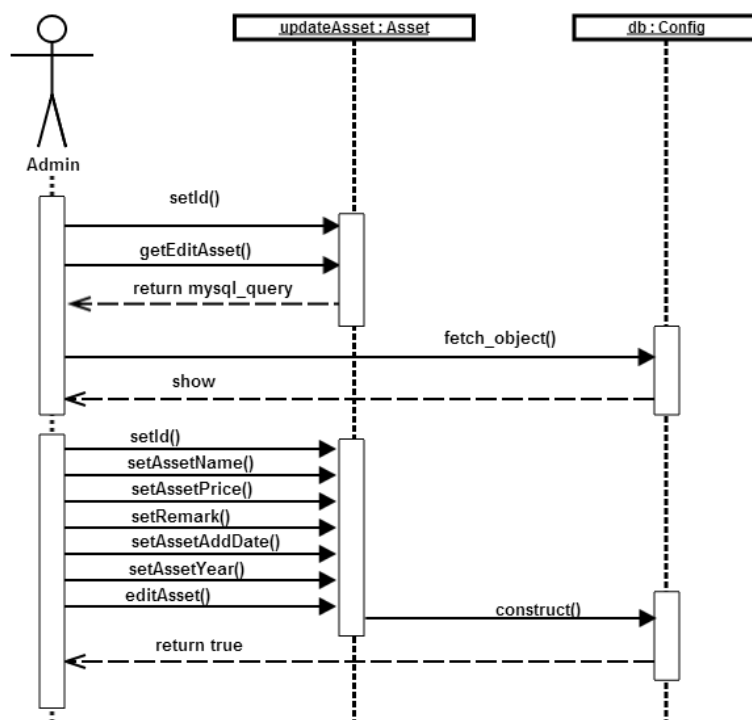 updateAsset : Asset
db : Config
Admin
setId()
getEditAsset()
return mysql_query
fetch_object()
show
setId()
setAssetName()
setAssetPrice()
setRemark()
setAssetAddDate()
setAssetYear()
editAsset()
construct()
return true